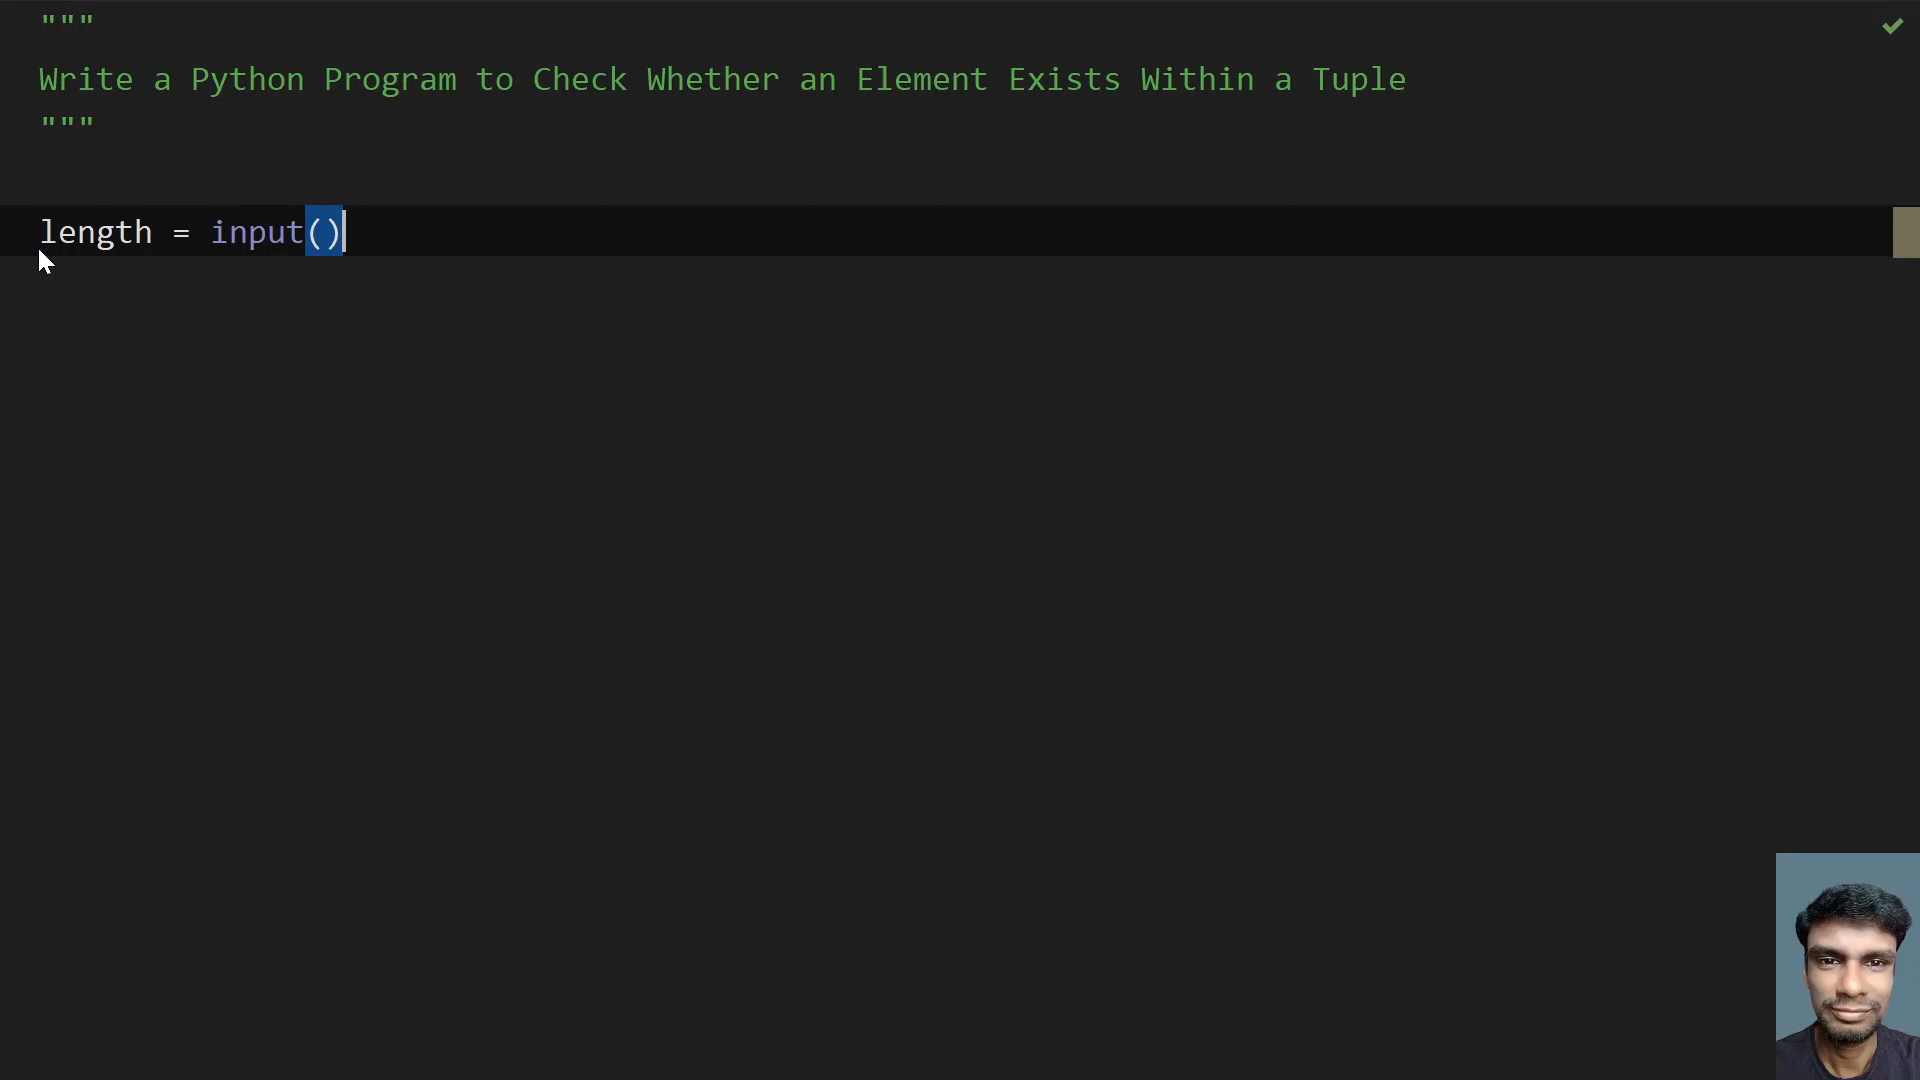 """
Write a Python Program to Check Whether an Element Exists Within a Tuple
"""
length = input()